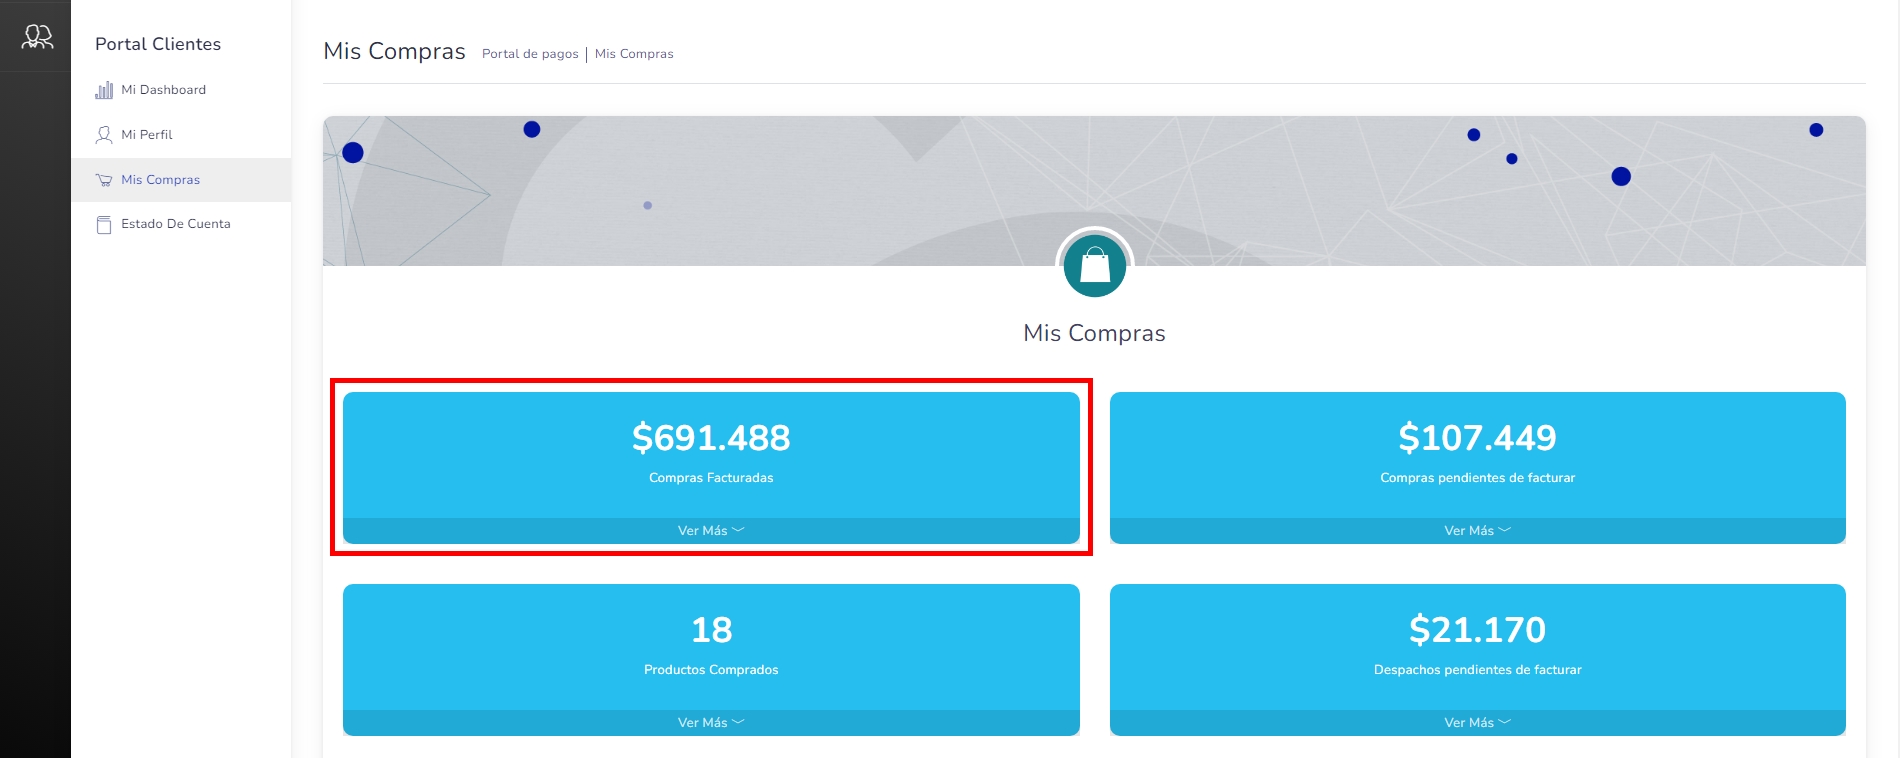 Portal Clientes
Mi Dashboard
Mi Perfil
Mis Compras
Estado De Cuenta
Mis Compras Portal de pagos | Mis Compras
Mis Compras
$691.488
Compras Facturadas
Ver Más
$107.449
Compras pendientes de facturar
Ver Más
18
Productos Comprados
Ver Más
$21.170
Despachos pendientes de facturar
Ver Más